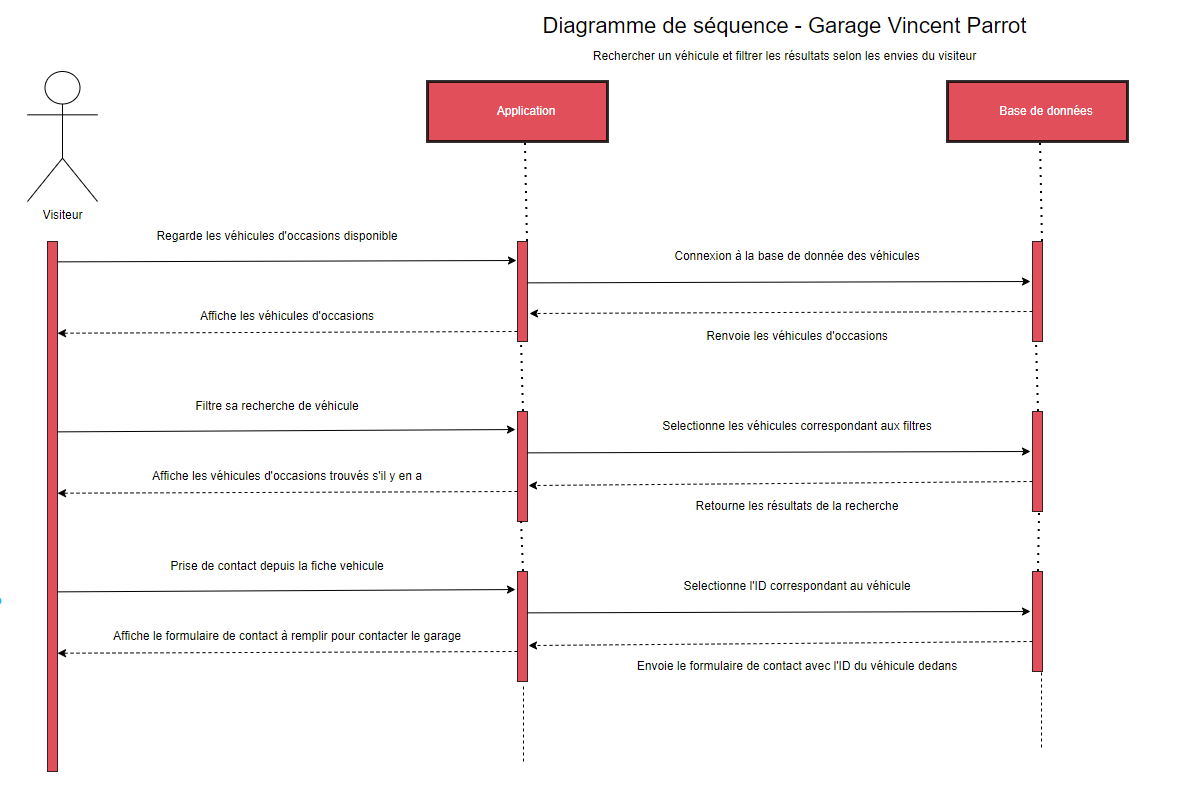 Diagramme de séquence - Garage Vincent Parrot
Rechercher un véhicule et filtrer les résultats selon les envies du visiteur
Application
Base de données
Visiteur
Regarde les véhicules d'occasions disponible
Connexion à la base de donnée des véhicules
Affiche les véhicules d'occasions
Renvoie les véhicules d'occasions
Filtre sa recherche de véhicule
Selectionne les véhicules correspondant aux filtres
Affiche les véhicules d'occasions trouvés s'il y en a
Retourne les résultats de la recherche
Prise de contact depuis la fiche vehicule
Selectionne l'ID correspondant au véhicule
Affiche le formulaire de contact à remplir pour contacter le garage
Envoie le formulaire de contact avec l'ID du véhicule dedans